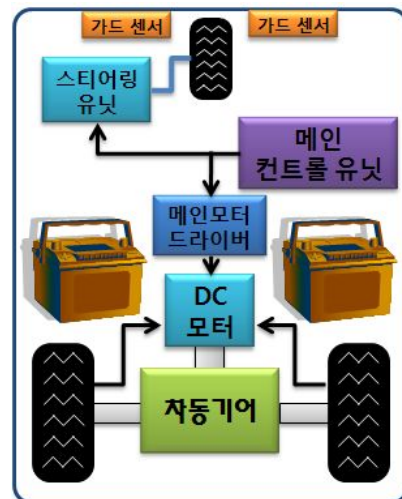 가드 센서
가드 센서
스티어링
유닛
메인
컨트롤 유닛
메인모터
드라이버
DC
모터
차동기어